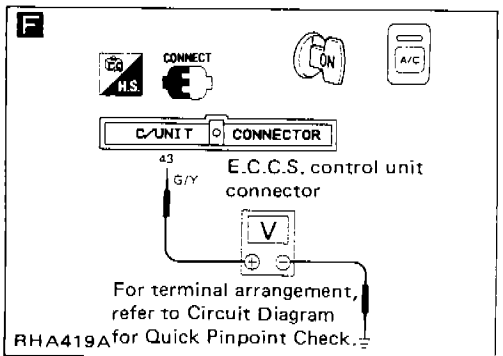 F
CONNECT
H.S.
ON
A/C
C/UNIT CONNECTOR
43
G/Y
E.C.C.S. control unit
connector
V
For terminal arrangement,
refer to Circuit Diagram
for Quick Pinpoint Check.
RHA419A